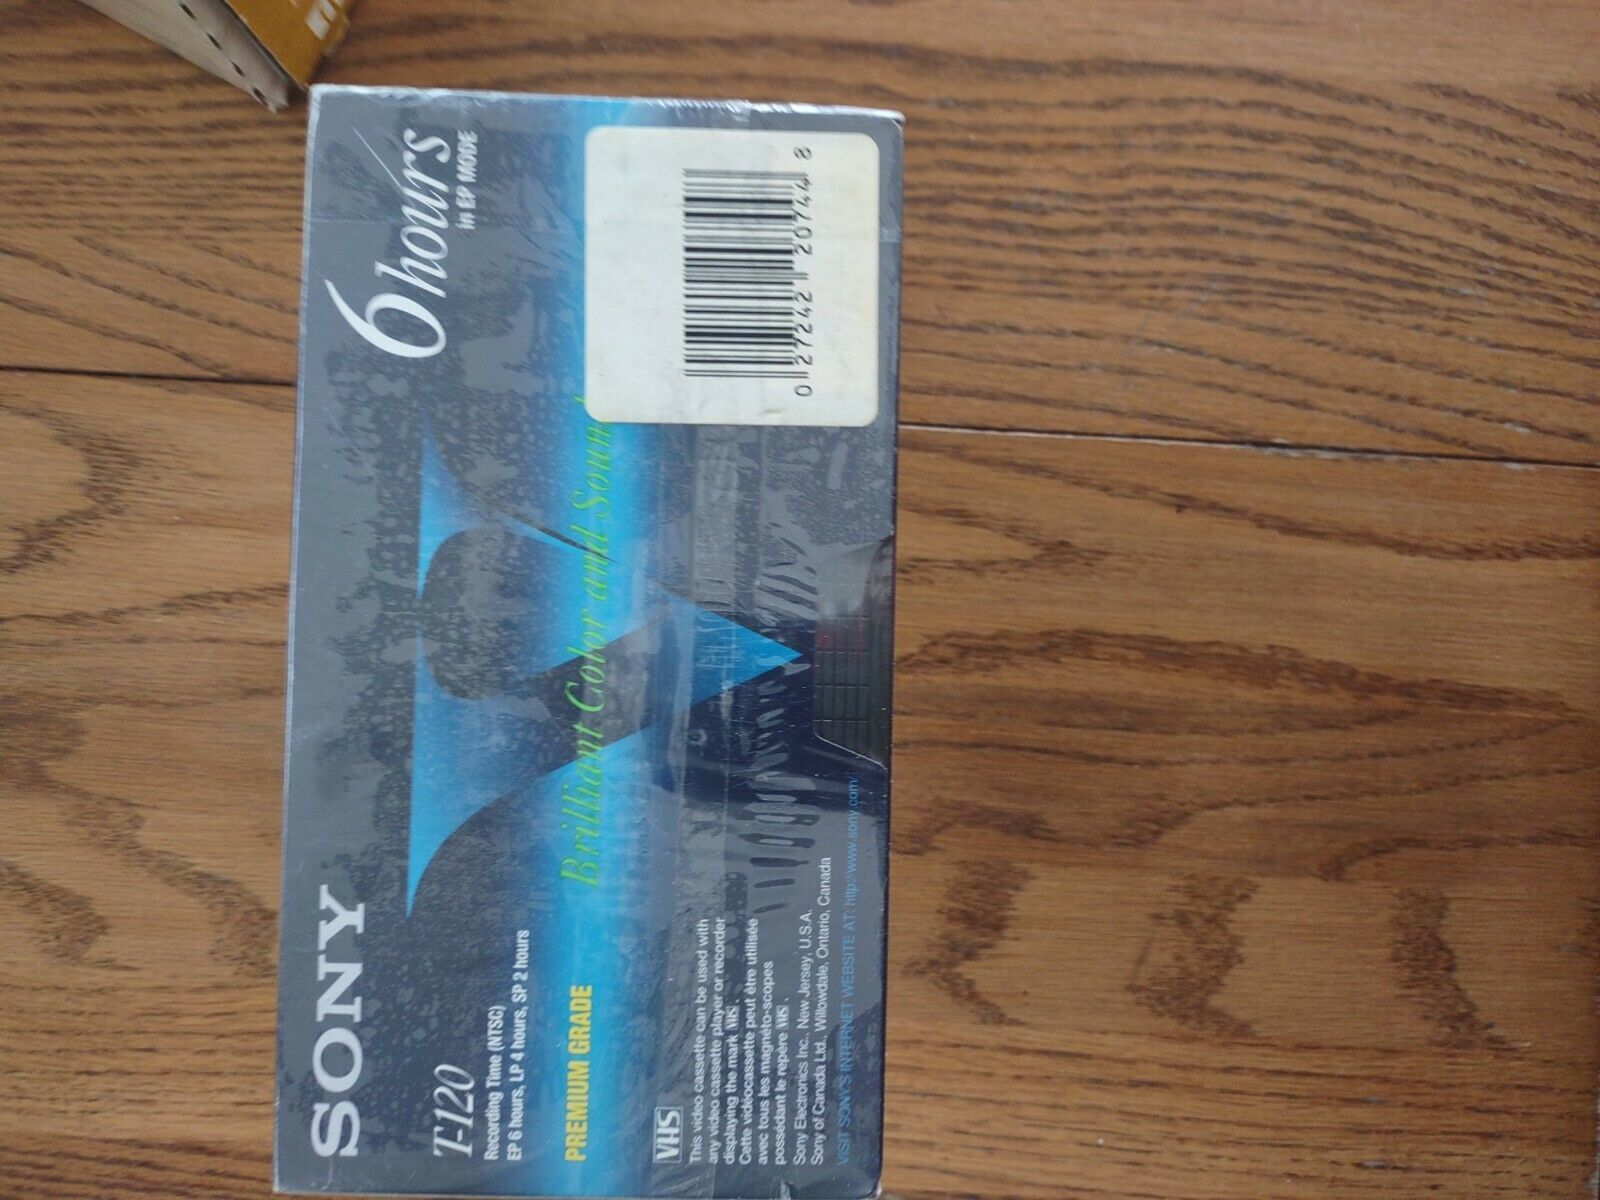 SONY
6 hours
in EP MODE
T-120
Recording Time (NTSC)
EP 6 hours, LP 4 hours, SP 2 hours
PREMIUM GRADE
Brilliant Color and Sound
V
VHS
This video cassette can be used with
any video cassette player or recorder
displaying the mark VHS.
Cette vidéocassette peut être utilisée
avec tous les magnéto-scopes
possédant le repère VHS.
Sony Electronics Inc. New Jersey, U.S.A.
Sony of Canada Ltd. Willowdale, Ontario, Canada
VISIT SONY'S INTERNET WEBSITE AT: http://www.sony.com/
0 27242 20744 8